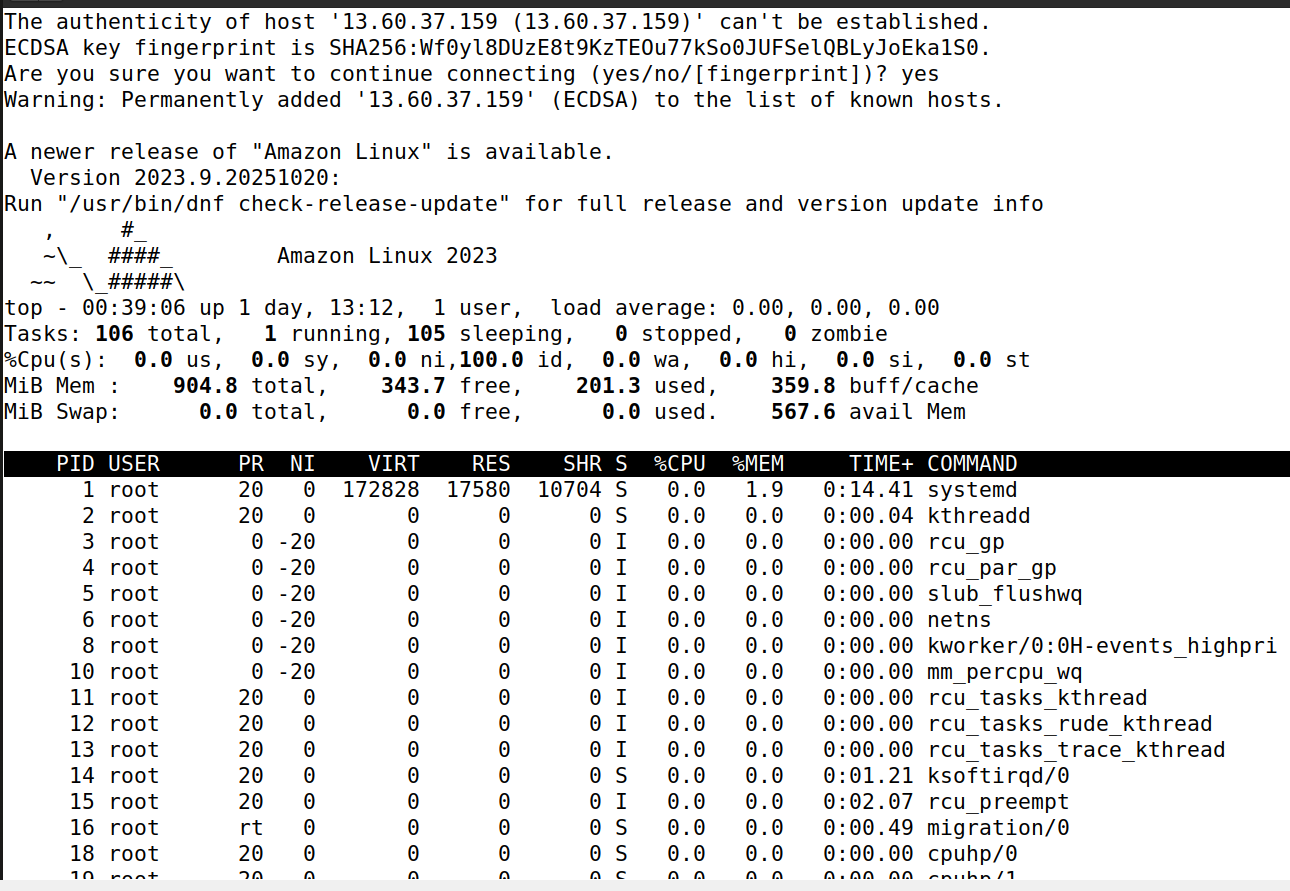 The authenticity of host '13.60.37.159 (13.60.37.159)' can't be established.
ECDSA key fingerprint is SHA256:Wf0yl8DUzE8t9KzTEOu77kSo0JUFSelQBLyJoEka1S0.
Are you sure you want to continue connecting (yes/no/[fingerprint])? yes
Warning: Permanently added '13.60.37.159' (ECDSA) to the list of known hosts.

A newer release of "Amazon Linux" is available.
  Version 2023.9.20251020:
Run "/usr/bin/dnf check-release-update" for full release and version update info
   ,     #_
   ~\_  ####_        Amazon Linux 2023
  ~~  \_#####\
top - 00:39:06 up 1 day, 13:12,  1 user,  load average: 0.00, 0.00, 0.00
Tasks: 106 total,   1 running, 105 sleeping,   0 stopped,   0 zombie
%Cpu(s):  0.0 us,  0.0 sy,  0.0 ni,100.0 id,  0.0 wa,  0.0 hi,  0.0 si,  0.0 st
MiB Mem :    904.8 total,    343.7 free,    201.3 used,    359.8 buff/cache
MiB Swap:      0.0 total,      0.0 free,      0.0 used.    567.6 avail Mem

    PID USER      PR  NI    VIRT    RES    SHR S  %CPU  %MEM     TIME+ COMMAND
      1 root      20   0  172828  17580  10704 S   0.0   1.9   0:14.41 systemd
      2 root      20   0       0      0      0 S   0.0   0.0   0:00.04 kthreadd
      3 root       0 -20       0      0      0 I   0.0   0.0   0:00.00 rcu_gp
      4 root       0 -20       0      0      0 I   0.0   0.0   0:00.00 rcu_par_gp
      5 root       0 -20       0      0      0 I   0.0   0.0   0:00.00 slub_flushwq
      6 root       0 -20       0      0      0 I   0.0   0.0   0:00.00 netns
      8 root       0 -20       0      0      0 I   0.0   0.0   0:00.00 kworker/0:0H-events_highpri
     10 root       0 -20       0      0      0 I   0.0   0.0   0:00.00 mm_percpu_wq
     11 root      20   0       0      0      0 I   0.0   0.0   0:00.00 rcu_tasks_kthread
     12 root      20   0       0      0      0 I   0.0   0.0   0:00.00 rcu_tasks_rude_kthread
     13 root      20   0       0      0      0 I   0.0   0.0   0:00.00 rcu_tasks_trace_kthread
     14 root      20   0       0      0      0 S   0.0   0.0   0:01.21 ksoftirqd/0
     15 root      20   0       0      0      0 I   0.0   0.0   0:02.07 rcu_preempt
     16 root      rt   0       0      0      0 S   0.0   0.0   0:00.49 migration/0
     18 root      20   0       0      0      0 S   0.0   0.0   0:00.00 cpuhp/0
     19 root      20   0       0      0      0 S   0.0   0.0   0:00.00 cpuhp/1